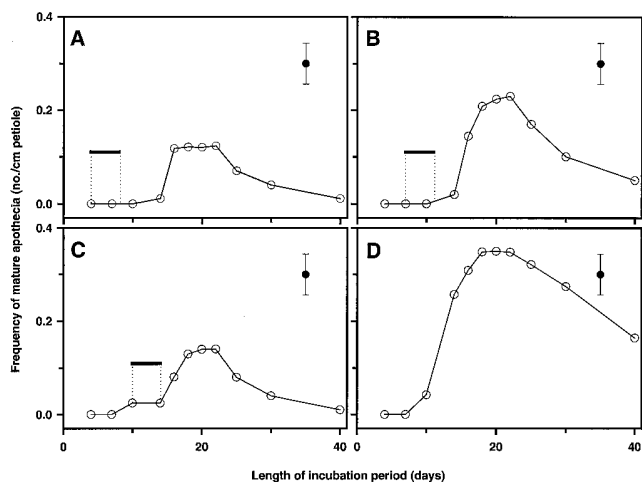 Frequency of mature apothecia (no./cm petiole)
A
B
0.4
0.2
0.0
C
D
0.4
0.2
0.0
0
20
40
0
20
40
Length of incubation period (days)